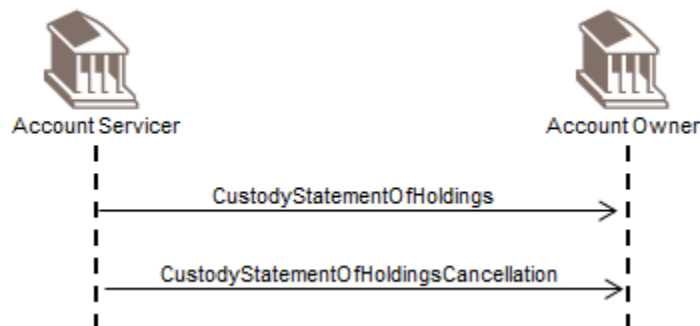 Account Servicer
Account Owner
CustodyStatementOfHoldings
CustodyStatementOfHoldingsCancellation